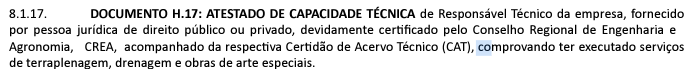 8.1.17. DOCUMENTO H.17: ATESTADO DE CAPACIDADE TÉCNICA de Responsável Técnico da empresa, fornecido
por pessoa jurídica de direito público ou privado, devidamente certificado pelo Conselho Regional de Engenharia e
Agronomia, CREA, acompanhado da respectiva Certidão de Acervo Técnico (CAT), comprovando ter executado serviços
de terraplenagem, drenagem e obras de arte especiais.